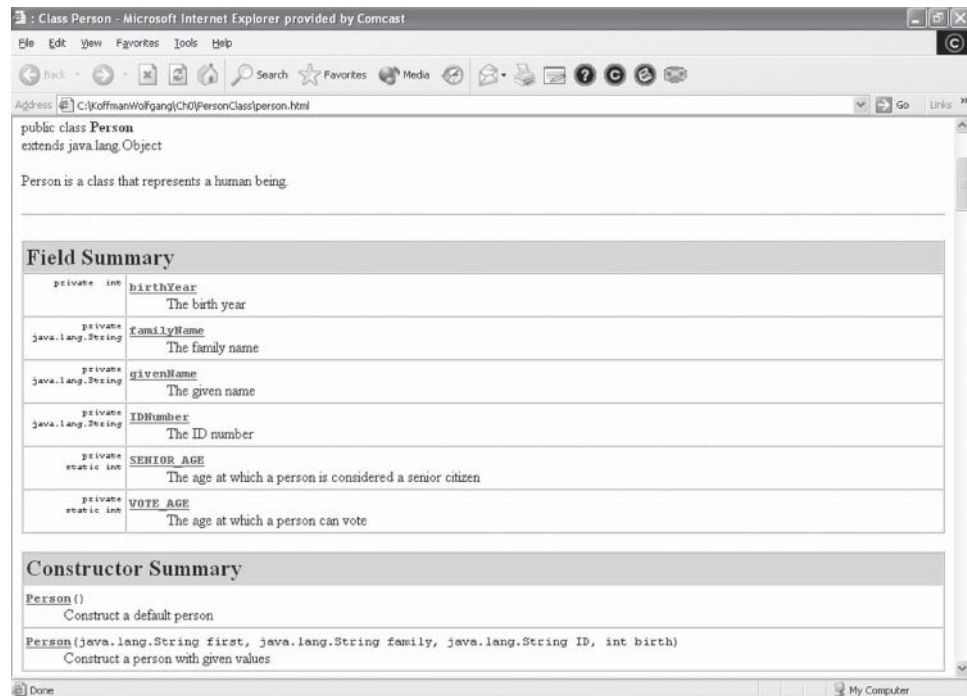 : Class Person - Microsoft Internet Explorer provided by Comcast
File Edit View Favorites Tools Help
Back Search Favorites Media
Address C:\KoffmanWolfgang\Ch0\PersonClass\person.html Go Links »
public class Person
extends java.lang.Object
Person is a class that represents a human being.
Field Summary
private int birthYear
The birth year
private
java.lang.String familyName
The family name
private
java.lang.String givenName
The given name
private
java.lang.String IDNumber
The ID number
private
static int SENIOR_AGE
The age at which a person is considered a senior citizen
private
static int VOTE_AGE
The age at which a person can vote
Constructor Summary
Person()
Construct a default person
Person(java.lang.String first, java.lang.String family, java.lang.String ID, int birth)
Construct a person with given values
Done My Computer